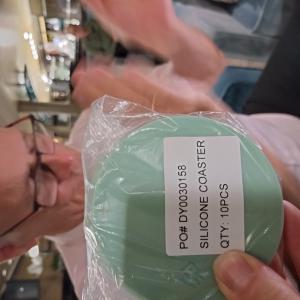 PO# DY0030158
SILICONE COASTER
QTY: 10PCS